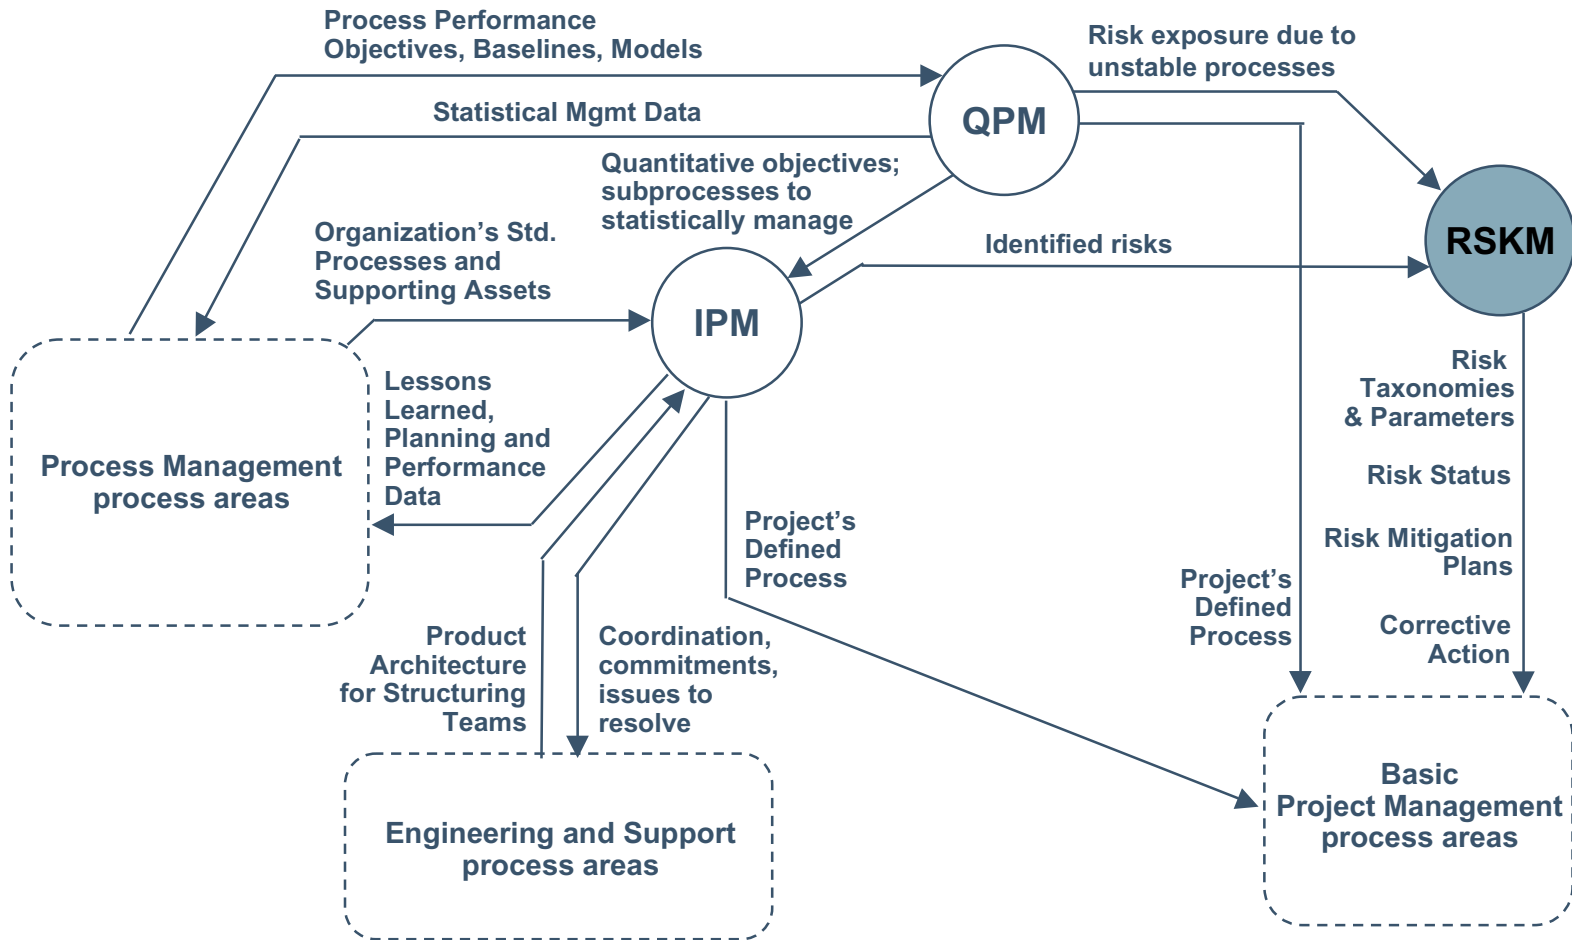 Process Performance
Objectives, Baselines, Models
Risk exposure due to
unstable processes
Statistical Mgmt Data
QPM
Quantitative objectives;
subprocesses to
statistically manage
Organization’s Std.
Processes and
Supporting Assets
Identified risks
RSKM
IPM
Lessons
Learned,
Planning and
Performance
Data
Process Management
process areas
Risk
Taxonomies
& Parameters
Risk Status
Risk Mitigation
Plans
Corrective
Action
Project’s
Defined
Process
Project’s
Defined
Process
Product
Architecture
for Structuring
Teams
Coordination,
commitments,
issues to
resolve
Engineering and Support
process areas
Basic
Project Management
process areas